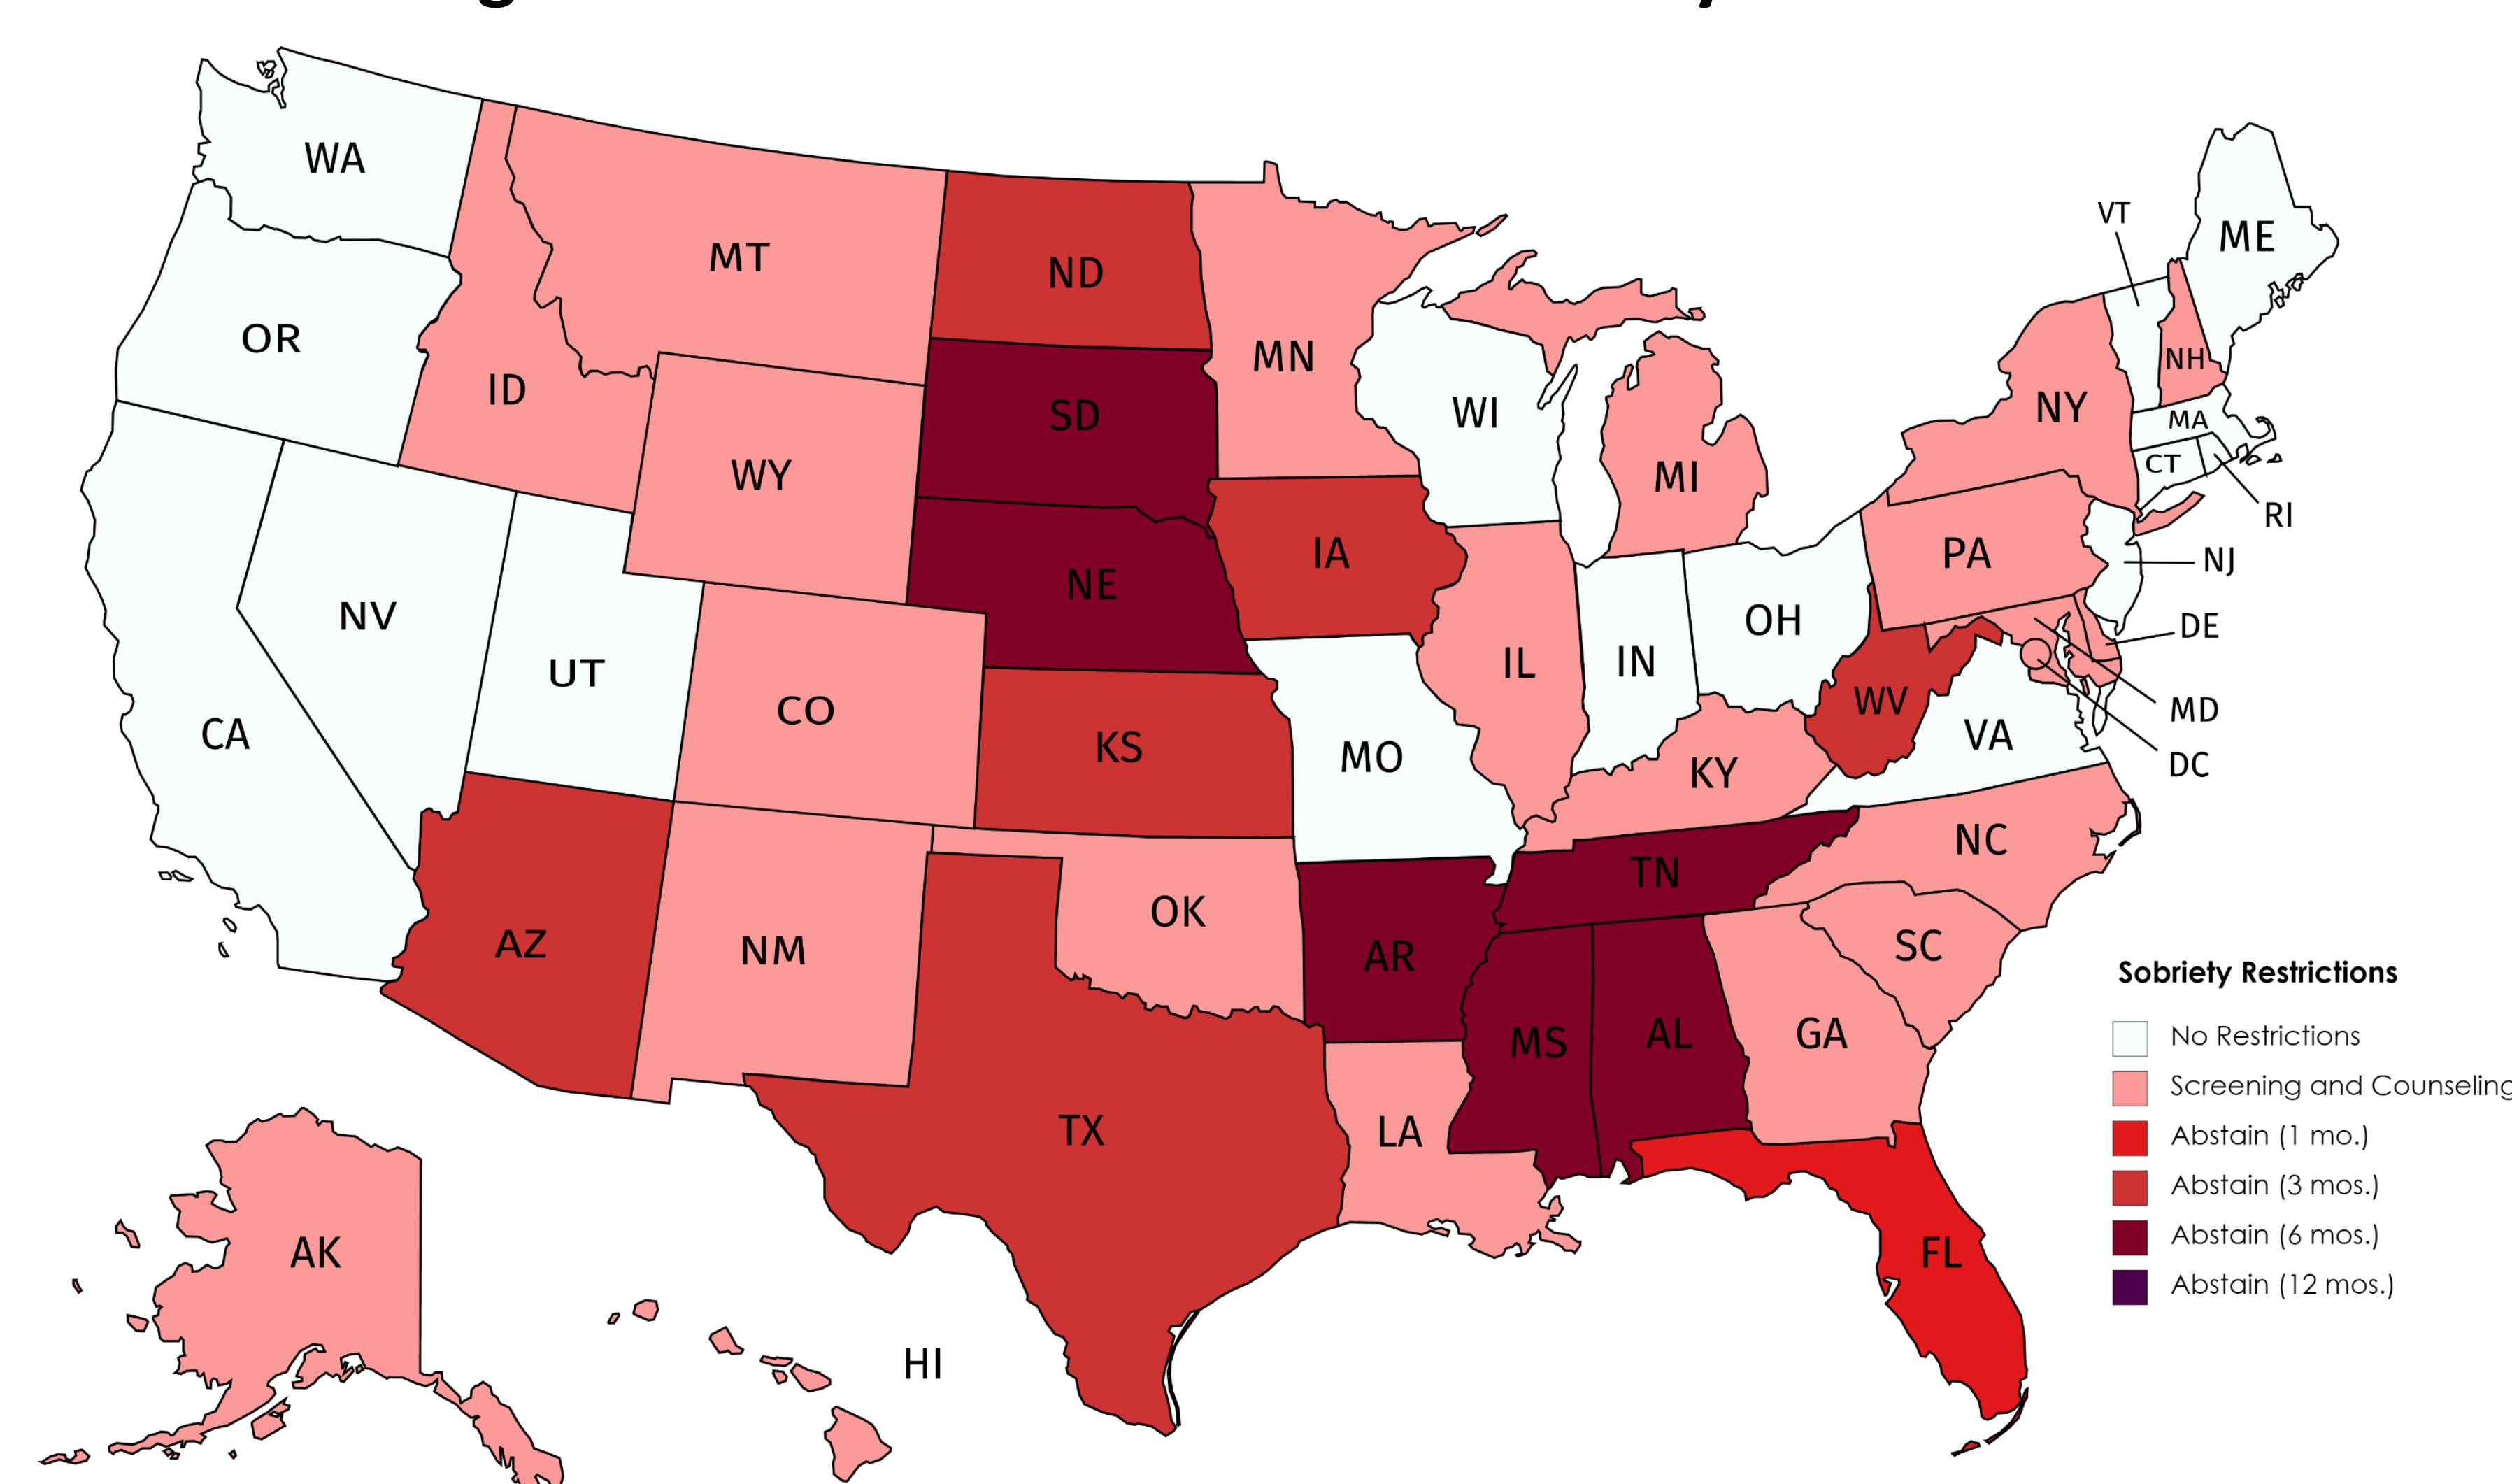 WA
MT
ND
MN
OR
ID
WY
SD
WI
MI
VT
ME
NH
NY
MA
CT
RI
NV
UT
CA
CO
NE
IA
KS
MO
IL
IN
OH
PA
NJ
DE
MD
DC
WV
VA
KY
NC
TN
SC
AZ
NM
OK
AR
MS
AL
GA
TX
LA
FL
AK
HI
Sobriety Restrictions
No Restrictions
Screening and Counseling
Abstain (1 mo.)
Abstain (3 mos.)
Abstain (6 mos.)
Abstain (12 mos.)